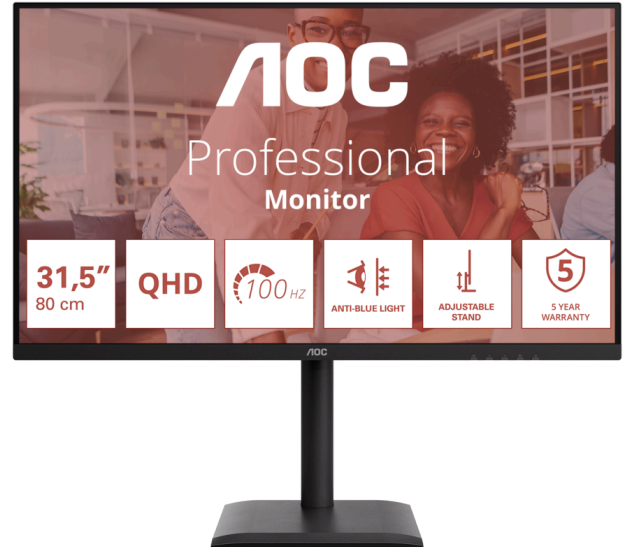 AOC
Professional
Monitor
31,5”
80 cm
QHD
100 HZ
ANTI-BLUE LIGHT
ADJUSTABLE
STAND
5
5 YEAR
WARRANTY
AOC
AOC